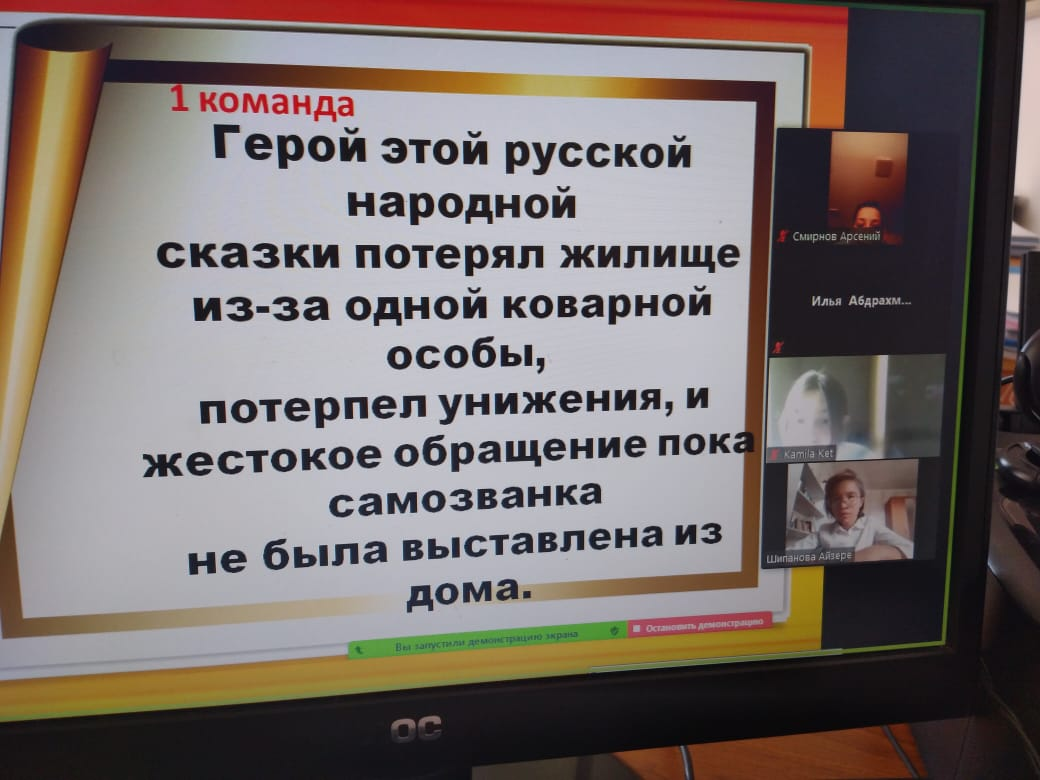 1 команда
Герой этой русской
народной
сказки потерял жилище
из-за одной коварной
особы,
потерпел унижения, и
жестокое обращение пока
самозванка
не была выставлена из
дома.
Смирнов Арсений
Илья Абдрахм...
Kamila Ket
Шипанова Айзере
Вы запустили демонстрацию экрана
Остановить демонстрацию
OC